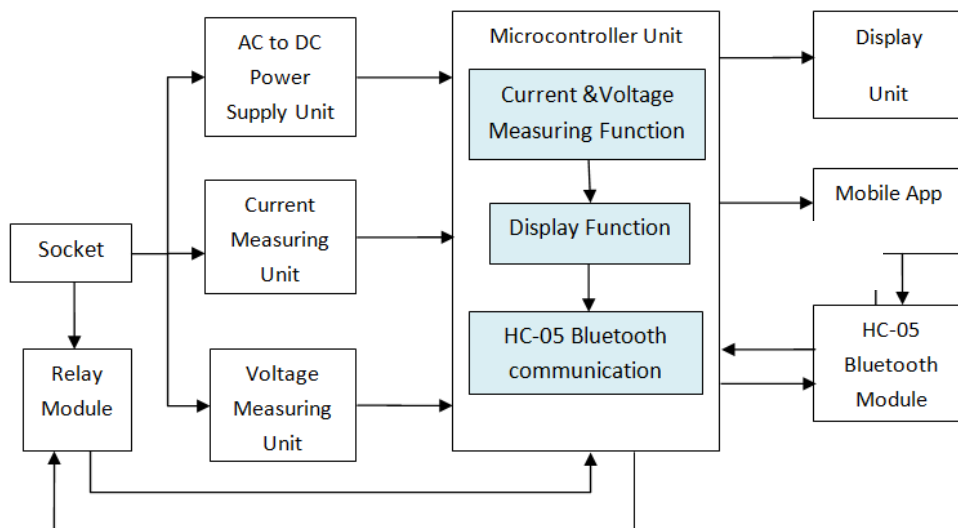 AC to DC
Power
Supply Unit
Microcontroller Unit
Current &Voltage
Measuring Function
Display
Unit
Current
Measuring
Unit
Display Function
Mobile App
Socket
HC-05 Bluetooth
communication
HC-05
Bluetooth
Module
Relay
Module
Voltage
Measuring
Unit